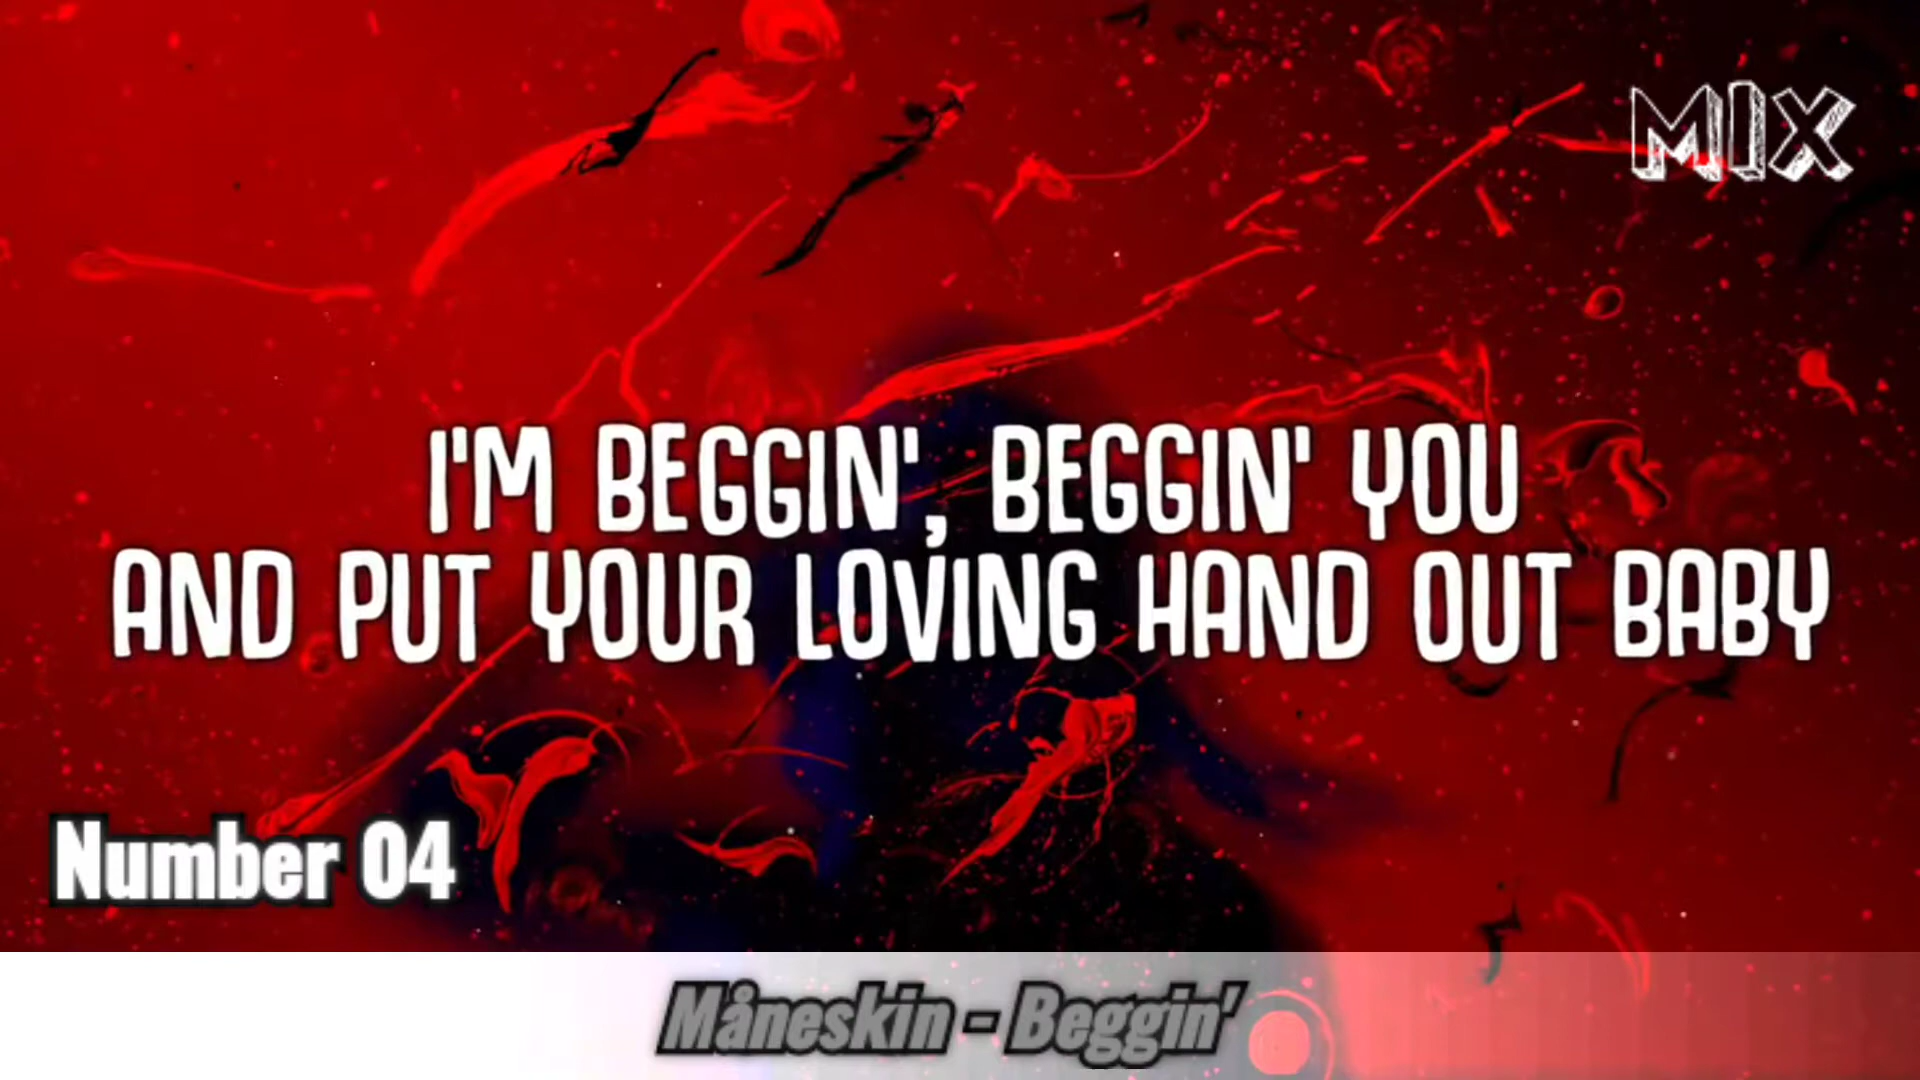 MIX
I'M BEGGIN', BEGGIN' YOU
AND PUT YOUR LOVING HAND OUT BABY
Number 04
Måneskin - Beggin'